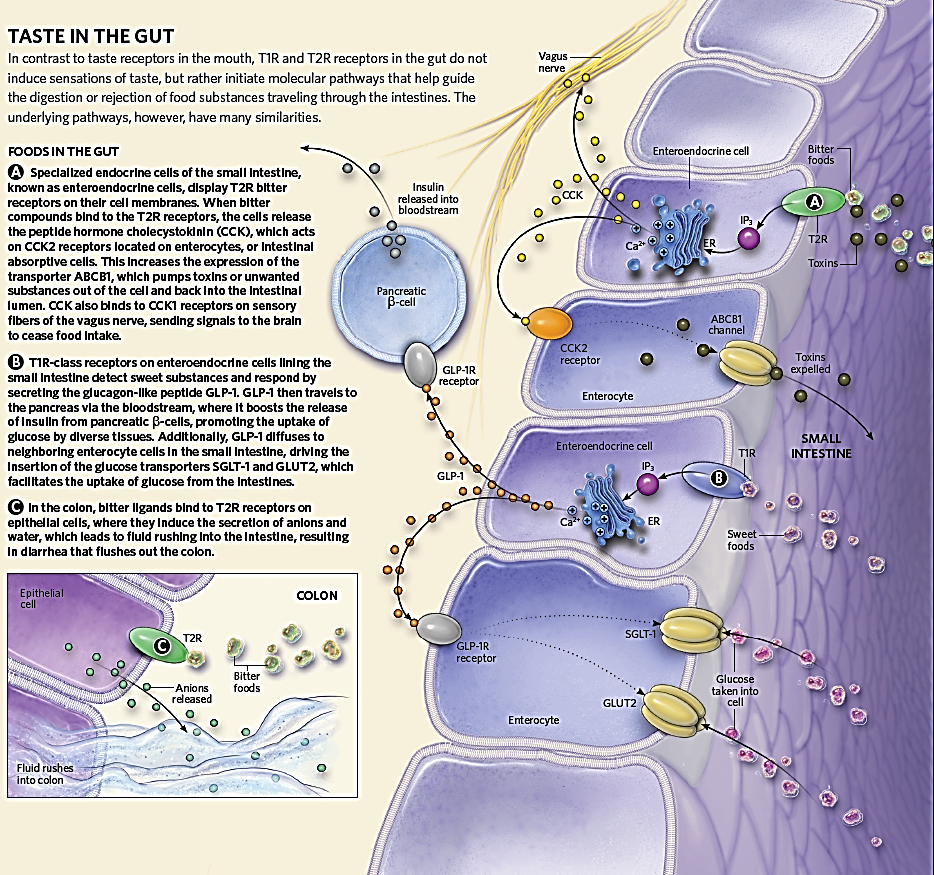 TASTE IN THE GUT
In contrast to taste receptors in the mouth, T1R and T2R receptors in the gut do not
induce sensations of taste, but rather initiate molecular pathways that help guide
the digestion or rejection of food substances traveling through the intestines. The
underlying pathways, however, have many similarities.
FOODS IN THE GUT
A Specialized endocrine cells of the small intestine,
known as enteroendocrine cells, display T2R bitter
receptors on their cell membranes. When bitter
compounds bind to the T2R receptors, the cells release
the peptide hormone cholecystokinin (CCK), which acts
on CCK2 receptors located on enterocytes, or intestinal
absorptive cells. This increases the expression of the
transporter ABCB1, which pumps toxins or unwanted
substances out of the cell and back into the intestinal
lumen. CCK also binds to CCK1 receptors on sensory
fibers of the vagus nerve, sending signals to the brain
to cease food intake.
B T1R-class receptors on enteroendocrine cells lining the
small intestine detect sweet substances and respond by
secreting the glucagon-like peptide GLP-1. GLP-1 then travels to
the pancreas via the bloodstream, where it boosts the release
of insulin from pancreatic β-cells, promoting the uptake of
glucose by diverse tissues. Additionally, GLP-1 diffuses to
neighboring enterocyte cells in the small intestine, driving the
insertion of the glucose transporters SGLT-1 and GLUT2, which
facilitates the uptake of glucose from the intestines.
C In the colon, bitter ligands bind to T2R receptors on
epithelial cells, where they induce the secretion of anions and
water, which leads to fluid rushing into the intestine, resulting
in diarrhea that flushes out the colon.
Vagus
nerve
Enteroendocrine cell
Bitter
foods
Insulin
released into
bloodstream
CCK
Ca²⁺
ER
IP₃
A
T2R
Toxins
Pancreatic
β-cell
GLP-1R
receptor
CCK2
receptor
ABCB1
channel
Toxins
expelled
Enterocyte
SMALL
INTESTINE
Enteroendocrine cell
T1R
IP₃
B
GLP-1
Ca²⁺
ER
Sweet
foods
SGLT-1
GLP-1R
receptor
Glucose
taken into
cell
GLUT2
Enterocyte
Epithelial
cell
COLON
C
T2R
Bitter
foods
Anions
released
Fluid rushes
into colon